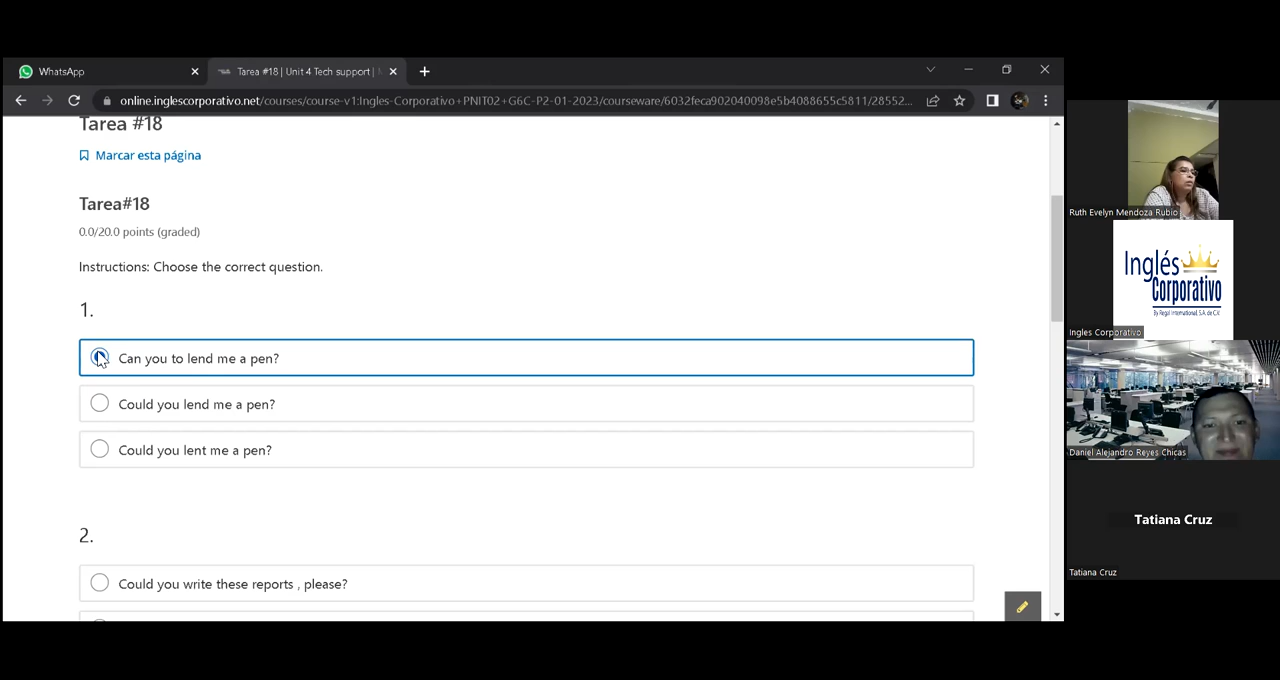 WhatsApp
Tarea #18 | Unit 4 Tech support |
online.inglescorporativo.net/courses/course-v1:Ingles-Corporativo+PNIT02+G6C-P2-01-2023/courseware/6032feca902040098e5b4088655c5811/28552...
Tarea #18
Marcar esta página
Tarea#18
0.0/20.0 points (graded)
Instructions: Choose the correct question.
1.
Can you to lend me a pen?
Could you lend me a pen?
Could you lent me a pen?
2.
Could you write these reports , please?
Ruth Evelyn Mendoza Rubio
Inglés
Corporativo
By Regal International, S.A. de C.V.
Ingles Corporativo
Daniel Alejandro Reyes Chicas
Tatiana Cruz
Tatiana Cruz